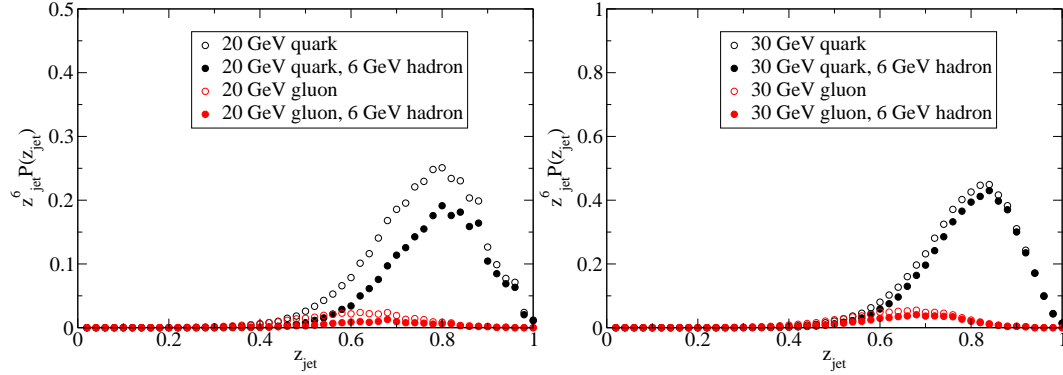 0.5
0.4
0.3
0.2
0.1
0
z^6_jet P(z_jet)
20 GeV quark
20 GeV quark, 6 GeV hadron
20 GeV gluon
20 GeV gluon, 6 GeV hadron
0 0.2 0.4 0.6 0.8 1
z_jet
1
0.8
0.6
0.4
0.2
0
z^6_jet P(z_jet)
30 GeV quark
30 GeV quark, 6 GeV hadron
30 GeV gluon
30 GeV gluon, 6 GeV hadron
0 0.2 0.4 0.6 0.8 1
z_jet